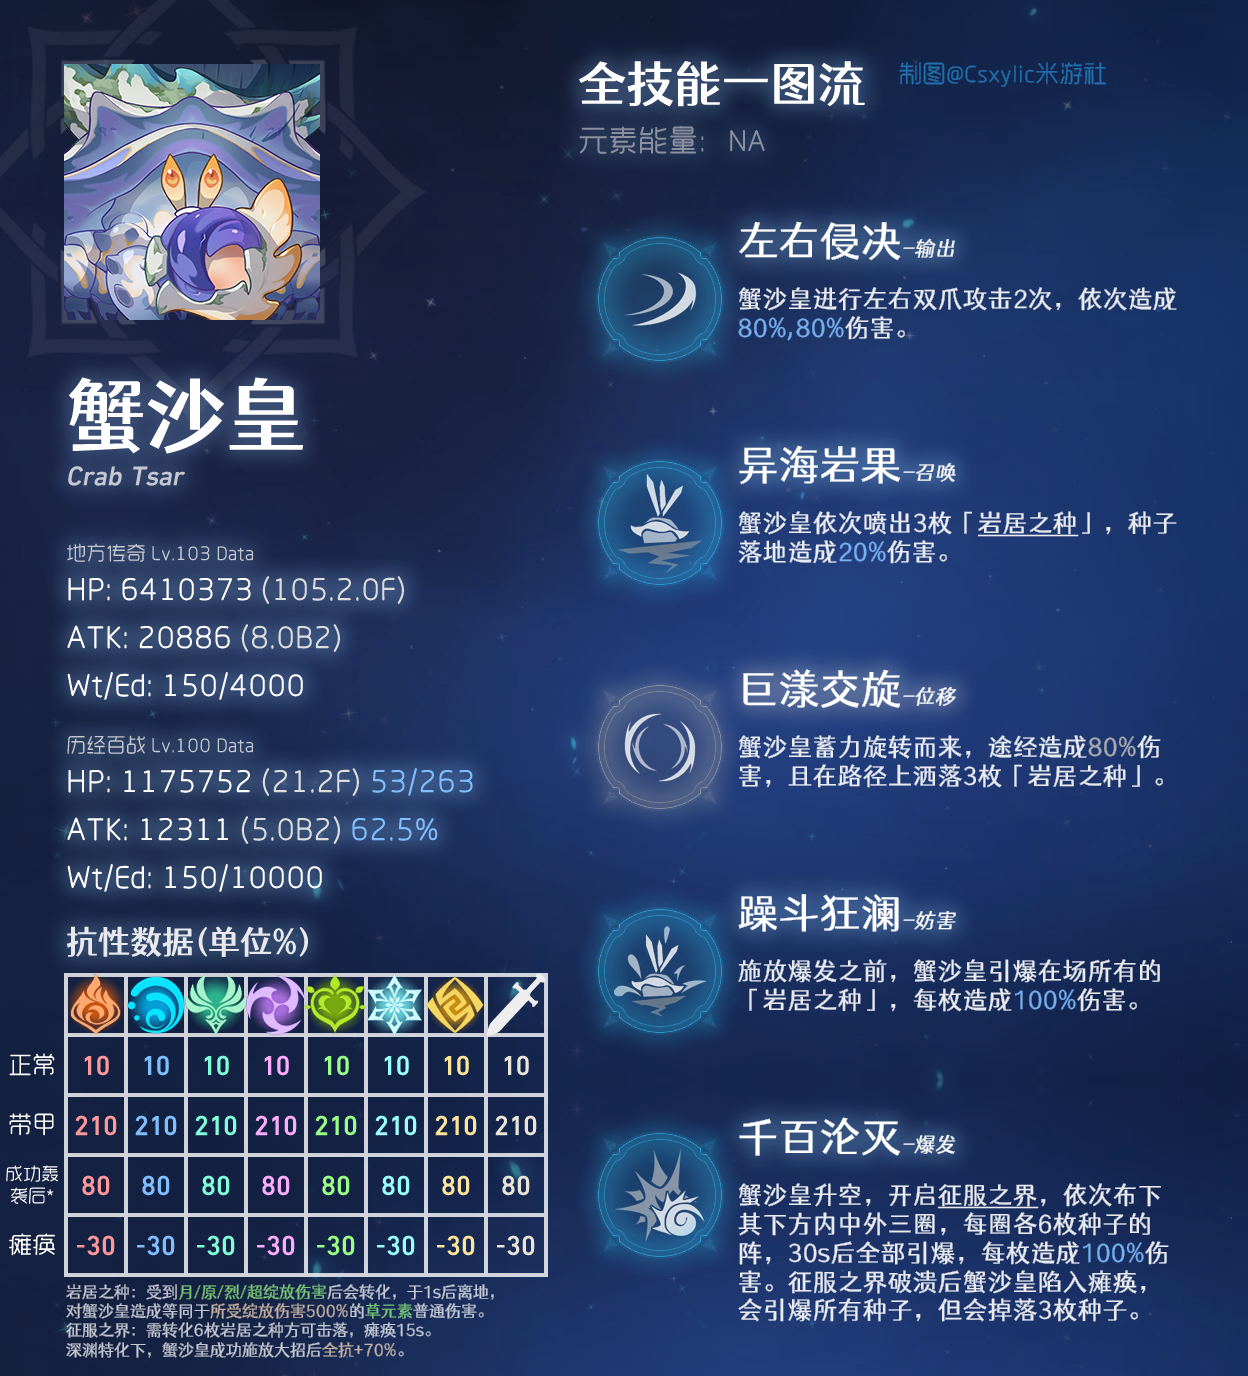 全技能一图流
制图@Csxylic米游社
元素能量： NA
蟹沙皇
Crab Tsar
地方传奇 Lv.103 Data
HP: 6410373 (105.2.0F)
ATK: 20886 (8.0B2)
Wt/Ed: 150/4000
历经百战 Lv.100 Data
HP: 1175752 (21.2F) 53/263
ATK: 12311 (5.0B2) 62.5%
Wt/Ed: 150/10000
抗性数据(单位%)
正常 10 10 10 10 10 10 10 10
带甲 210 210 210 210 210 210 210 210
成功轰
袭后* 80 80 80 80 80 80 80 80
瘫痪 -30 -30 -30 -30 -30 -30 -30 -30
岩居之种：受到月/原/烈/超绽放伤害后会转化，于1s后离地，
对蟹沙皇造成等同于所受绽放伤害500%的草元素普通伤害。
征服之界：需转化6枚岩居之种方可击落，瘫痪15s。
深渊特化下，蟹沙皇成功施放大招后全抗+70%。
左右侵决–输出
蟹沙皇进行左右双爪攻击2次，依次造成
80%,80%伤害。
异海岩果–召唤
蟹沙皇依次喷出3枚「岩居之种」，种子
落地造成20%伤害。
巨漾交旋–位移
蟹沙皇蓄力旋转而来，途经造成80%伤
害，且在路径上洒落3枚「岩居之种」。
躁斗狂澜–妨害
施放爆发之前，蟹沙皇引爆在场所有的
「岩居之种」，每枚造成100%伤害。
千百沦灭–爆发
蟹沙皇升空，开启征服之界，依次布下
其下方内中外三圈，每圈各6枚种子的
阵，30s后全部引爆，每枚造成100%伤
害。征服之界破溃后蟹沙皇陷入瘫痪，
会引爆所有种子，但会掉落3枚种子。